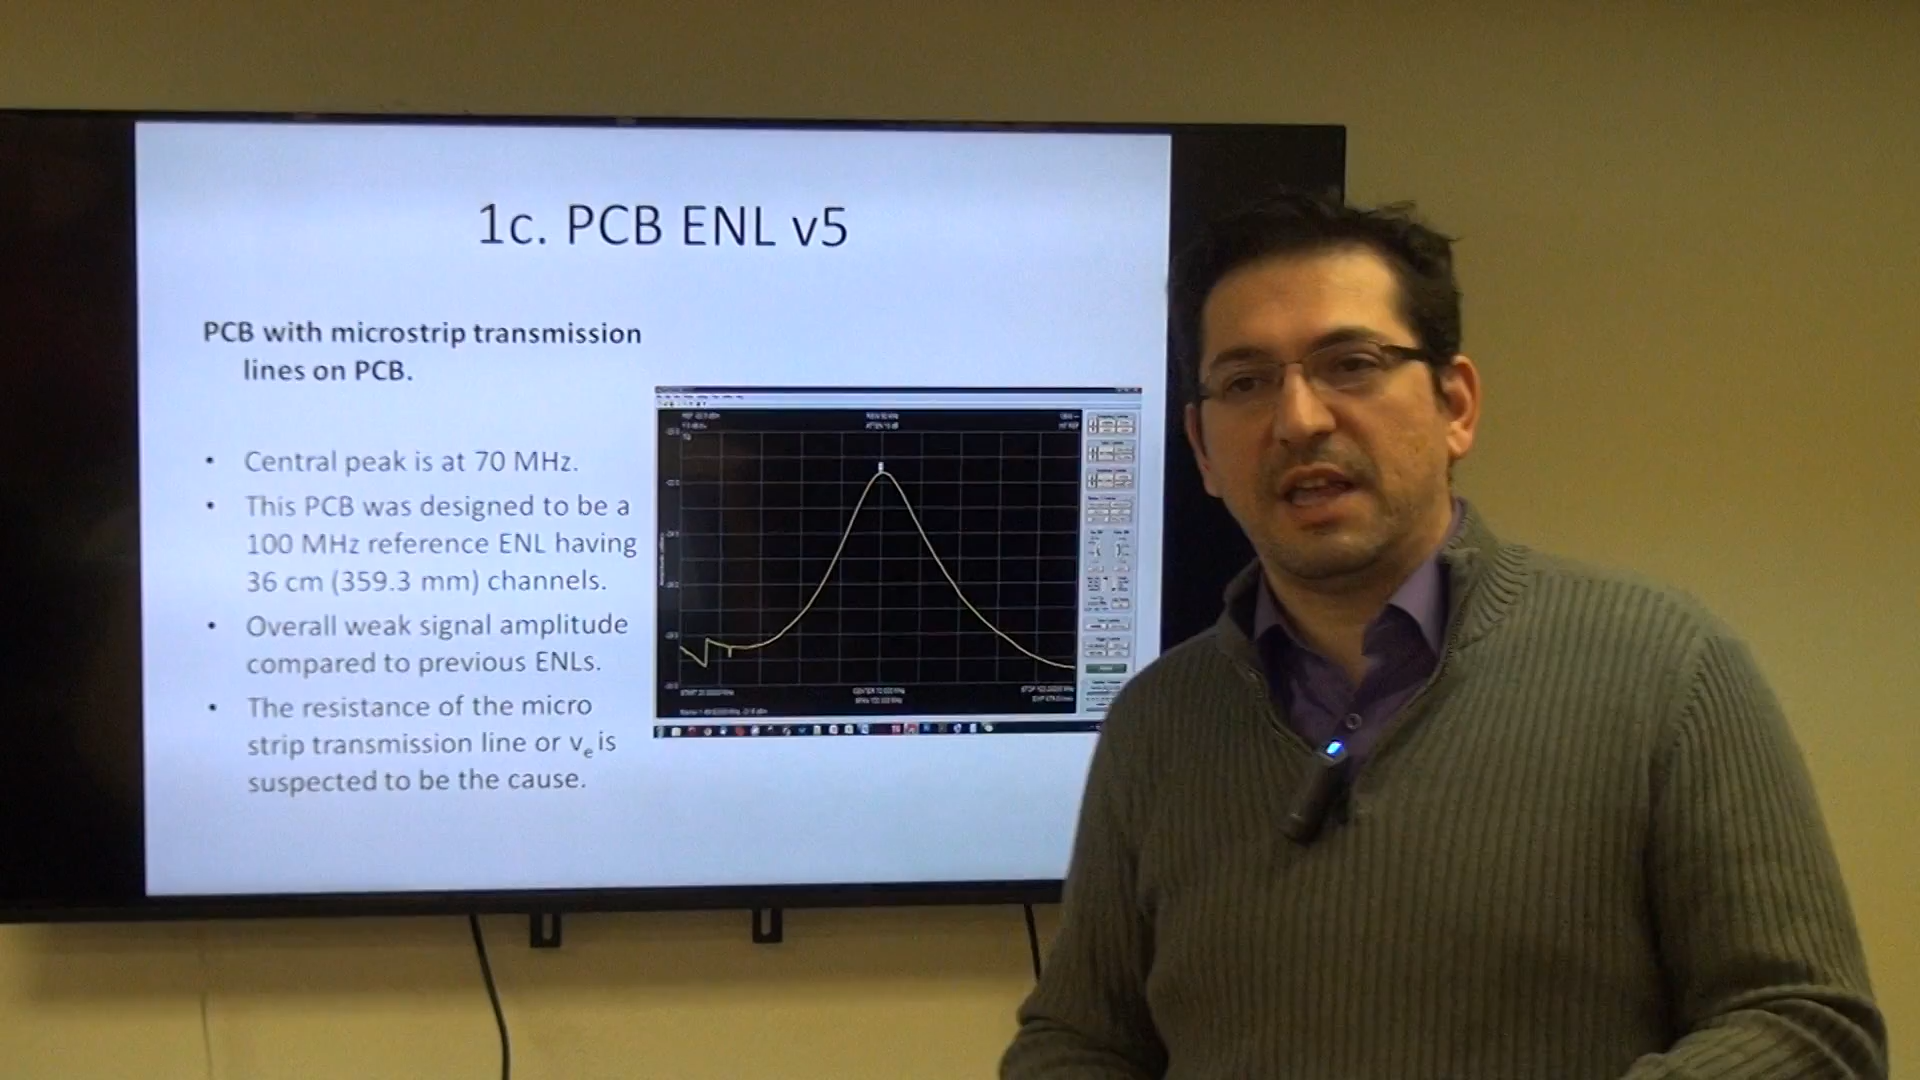 1c. PCB ENL v5
PCB with microstrip transmission
lines on PCB.
• Central peak is at 70 MHz.
• This PCB was designed to be a
100 MHz reference ENL having
36 cm (359.3 mm) channels.
• Overall weak signal amplitude
compared to previous ENLs.
• The resistance of the micro
strip transmission line or vₑ is
suspected to be the cause.